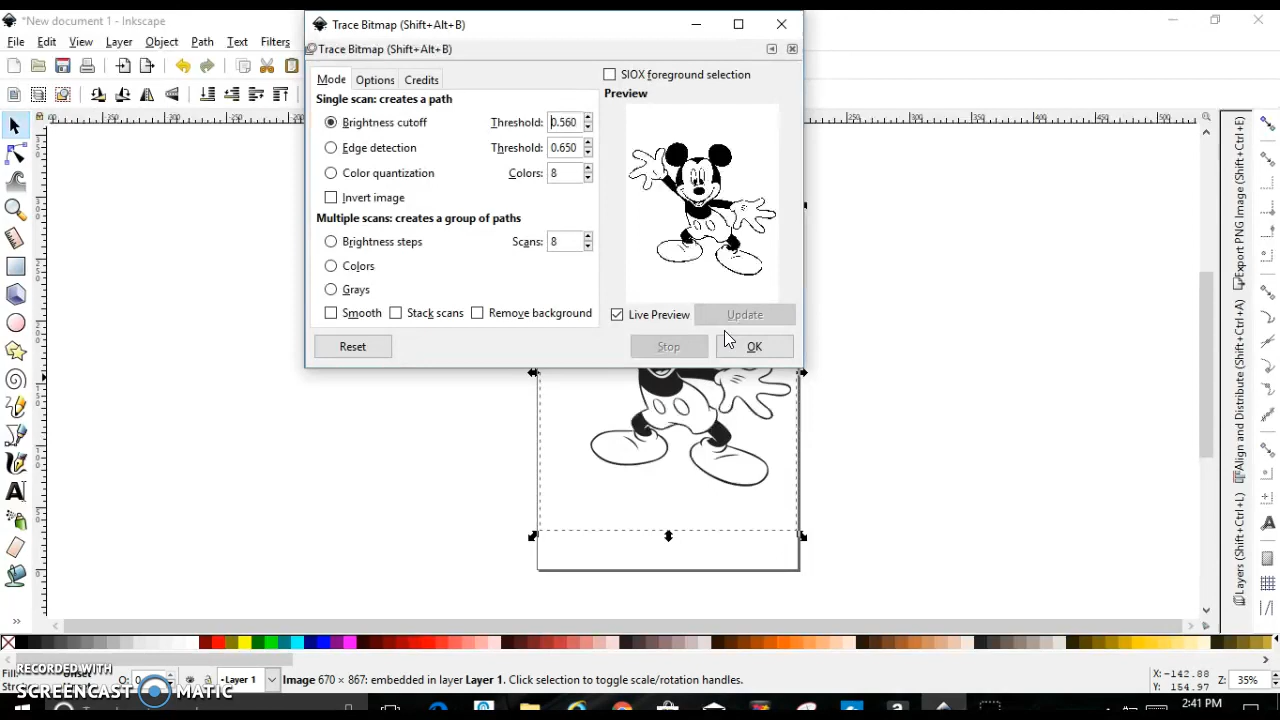 *New document 1 - Inkscape
Trace Bitmap (Shift+Alt+B)
File Edit View Layer Object Path Text Filters
Trace Bitmap (Shift+Alt+B)
Mode Options Credits
SIOX foreground selection
Single scan: creates a path
Preview
Brightness cutoff Threshold: 0.560
Edge detection Threshold: 0.650
Color quantization Colors: 8
Invert image
Multiple scans: creates a group of paths
Brightness steps Scans: 8
Colors
Grays
Smooth Stack scans Remove background
Live Preview Update
Reset Stop OK
Export PNG Image (Shift+Ctrl+E)
Align and Distribute (Shift+Ctrl+A)
Layers (Shift+Ctrl+L)
RECORDED WITH
SCREENCAST MATIC
O: 0
Layer 1
Image 670 × 867: embedded in layer Layer 1. Click selection to toggle scale/rotation handles.
X: -142.88
Y: 154.97
Z: 35%
2:41 PM